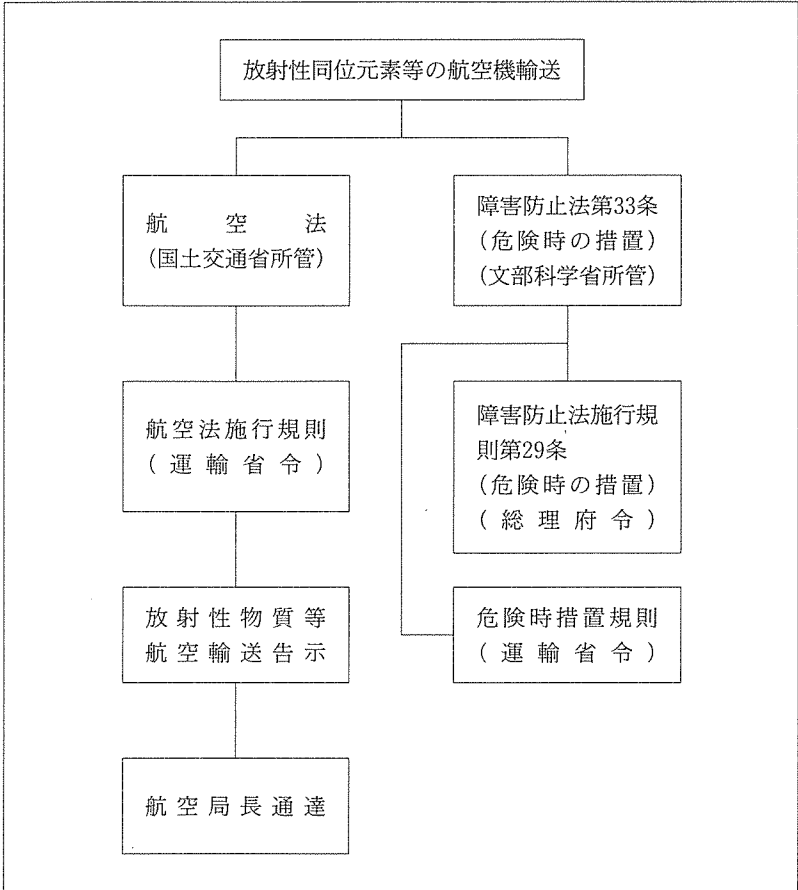 放射性同位元素等の航空機輸送
航空法
(国土交通省所管)
障害防止法第33条
(危険時の措置)
(文部科学省所管)
航空法施行規則
(運輸省令)
障害防止法施行規
則第29条
(危険時の措置)
(総理府令)
放射性物質等
航空輸送告示
危険時措置規則
(運輸省令)
航空局長通達